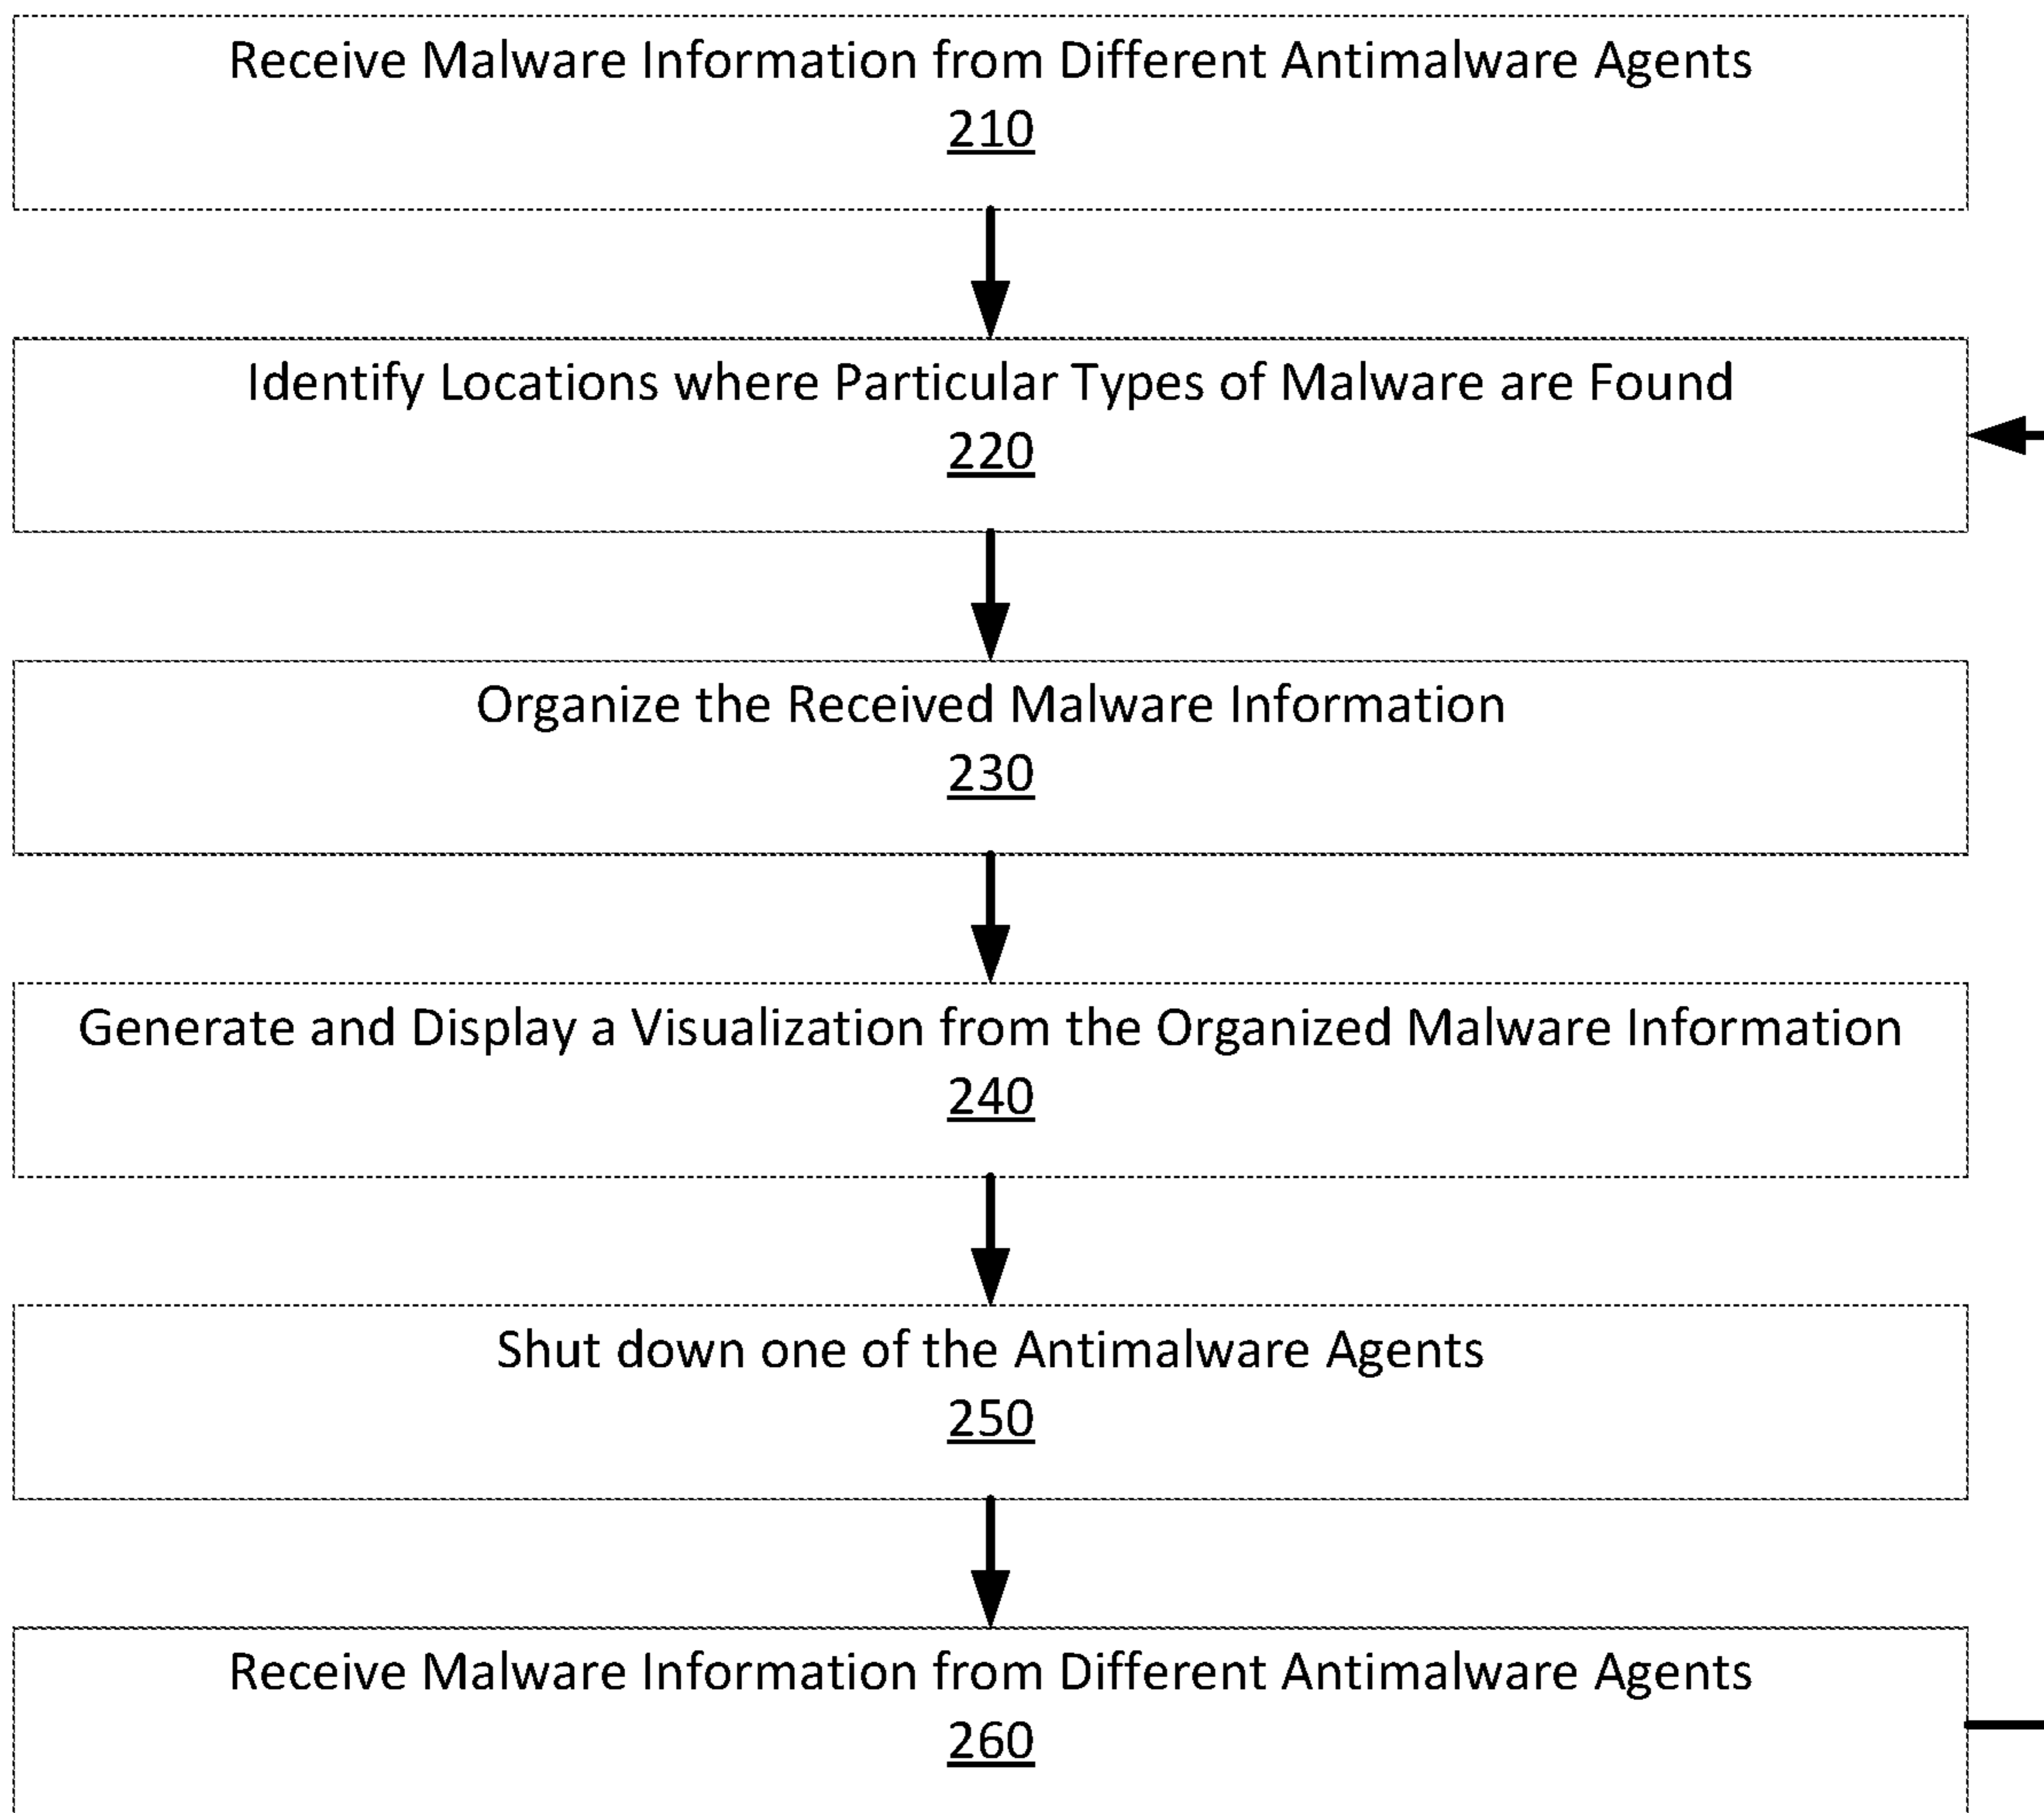 Receive Malware Information from Different Antimalware Agents
210
Identify Locations where Particular Types of Malware are Found
220
Organize the Received Malware Information
230
Generate and Display a Visualization from the Organized Malware Information
240
Shut down one of the Antimalware Agents
250
Receive Malware Information from Different Antimalware Agents
260